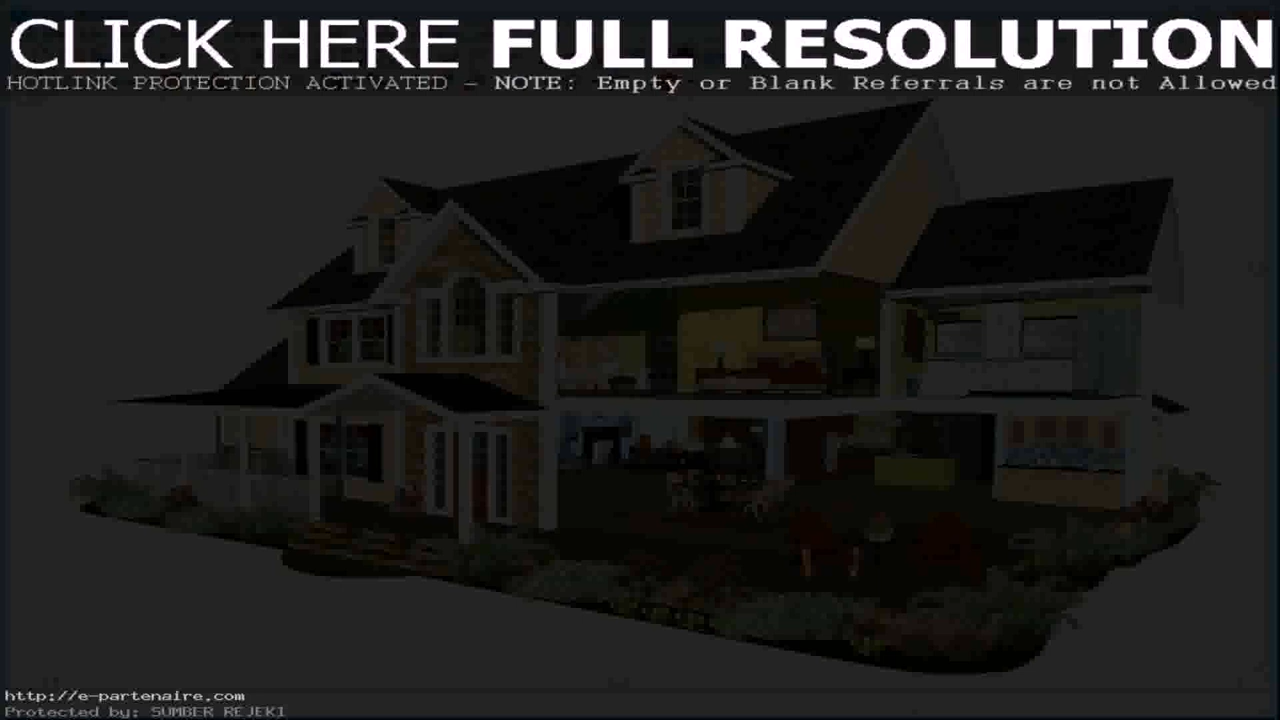 CLICK HERE FULL RESOLUTION
HOTLINK PROTECTION ACTIVATED - NOTE: Empty or Blank Referrals are not Allowed
http://e-partenaire.com
Protected by: SUMBER REJEKI